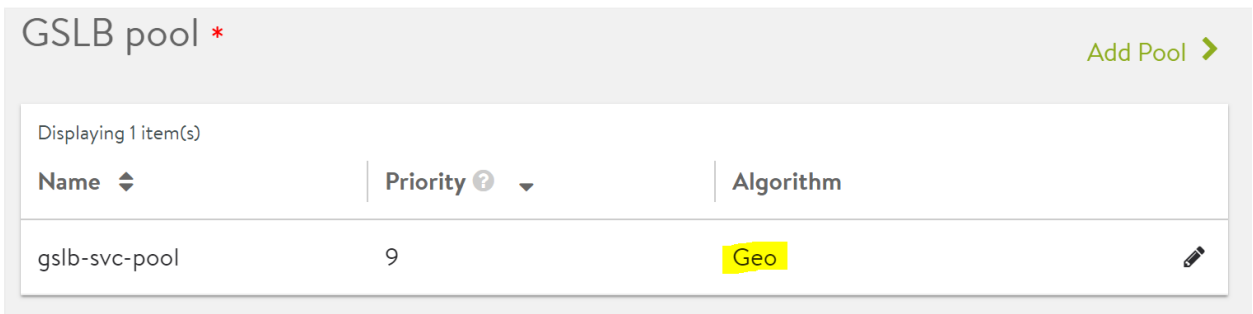 GSLB pool *
Add Pool
Displaying 1 item(s)
Name Priority ? Algorithm
gslb-svc-pool 9 Geo